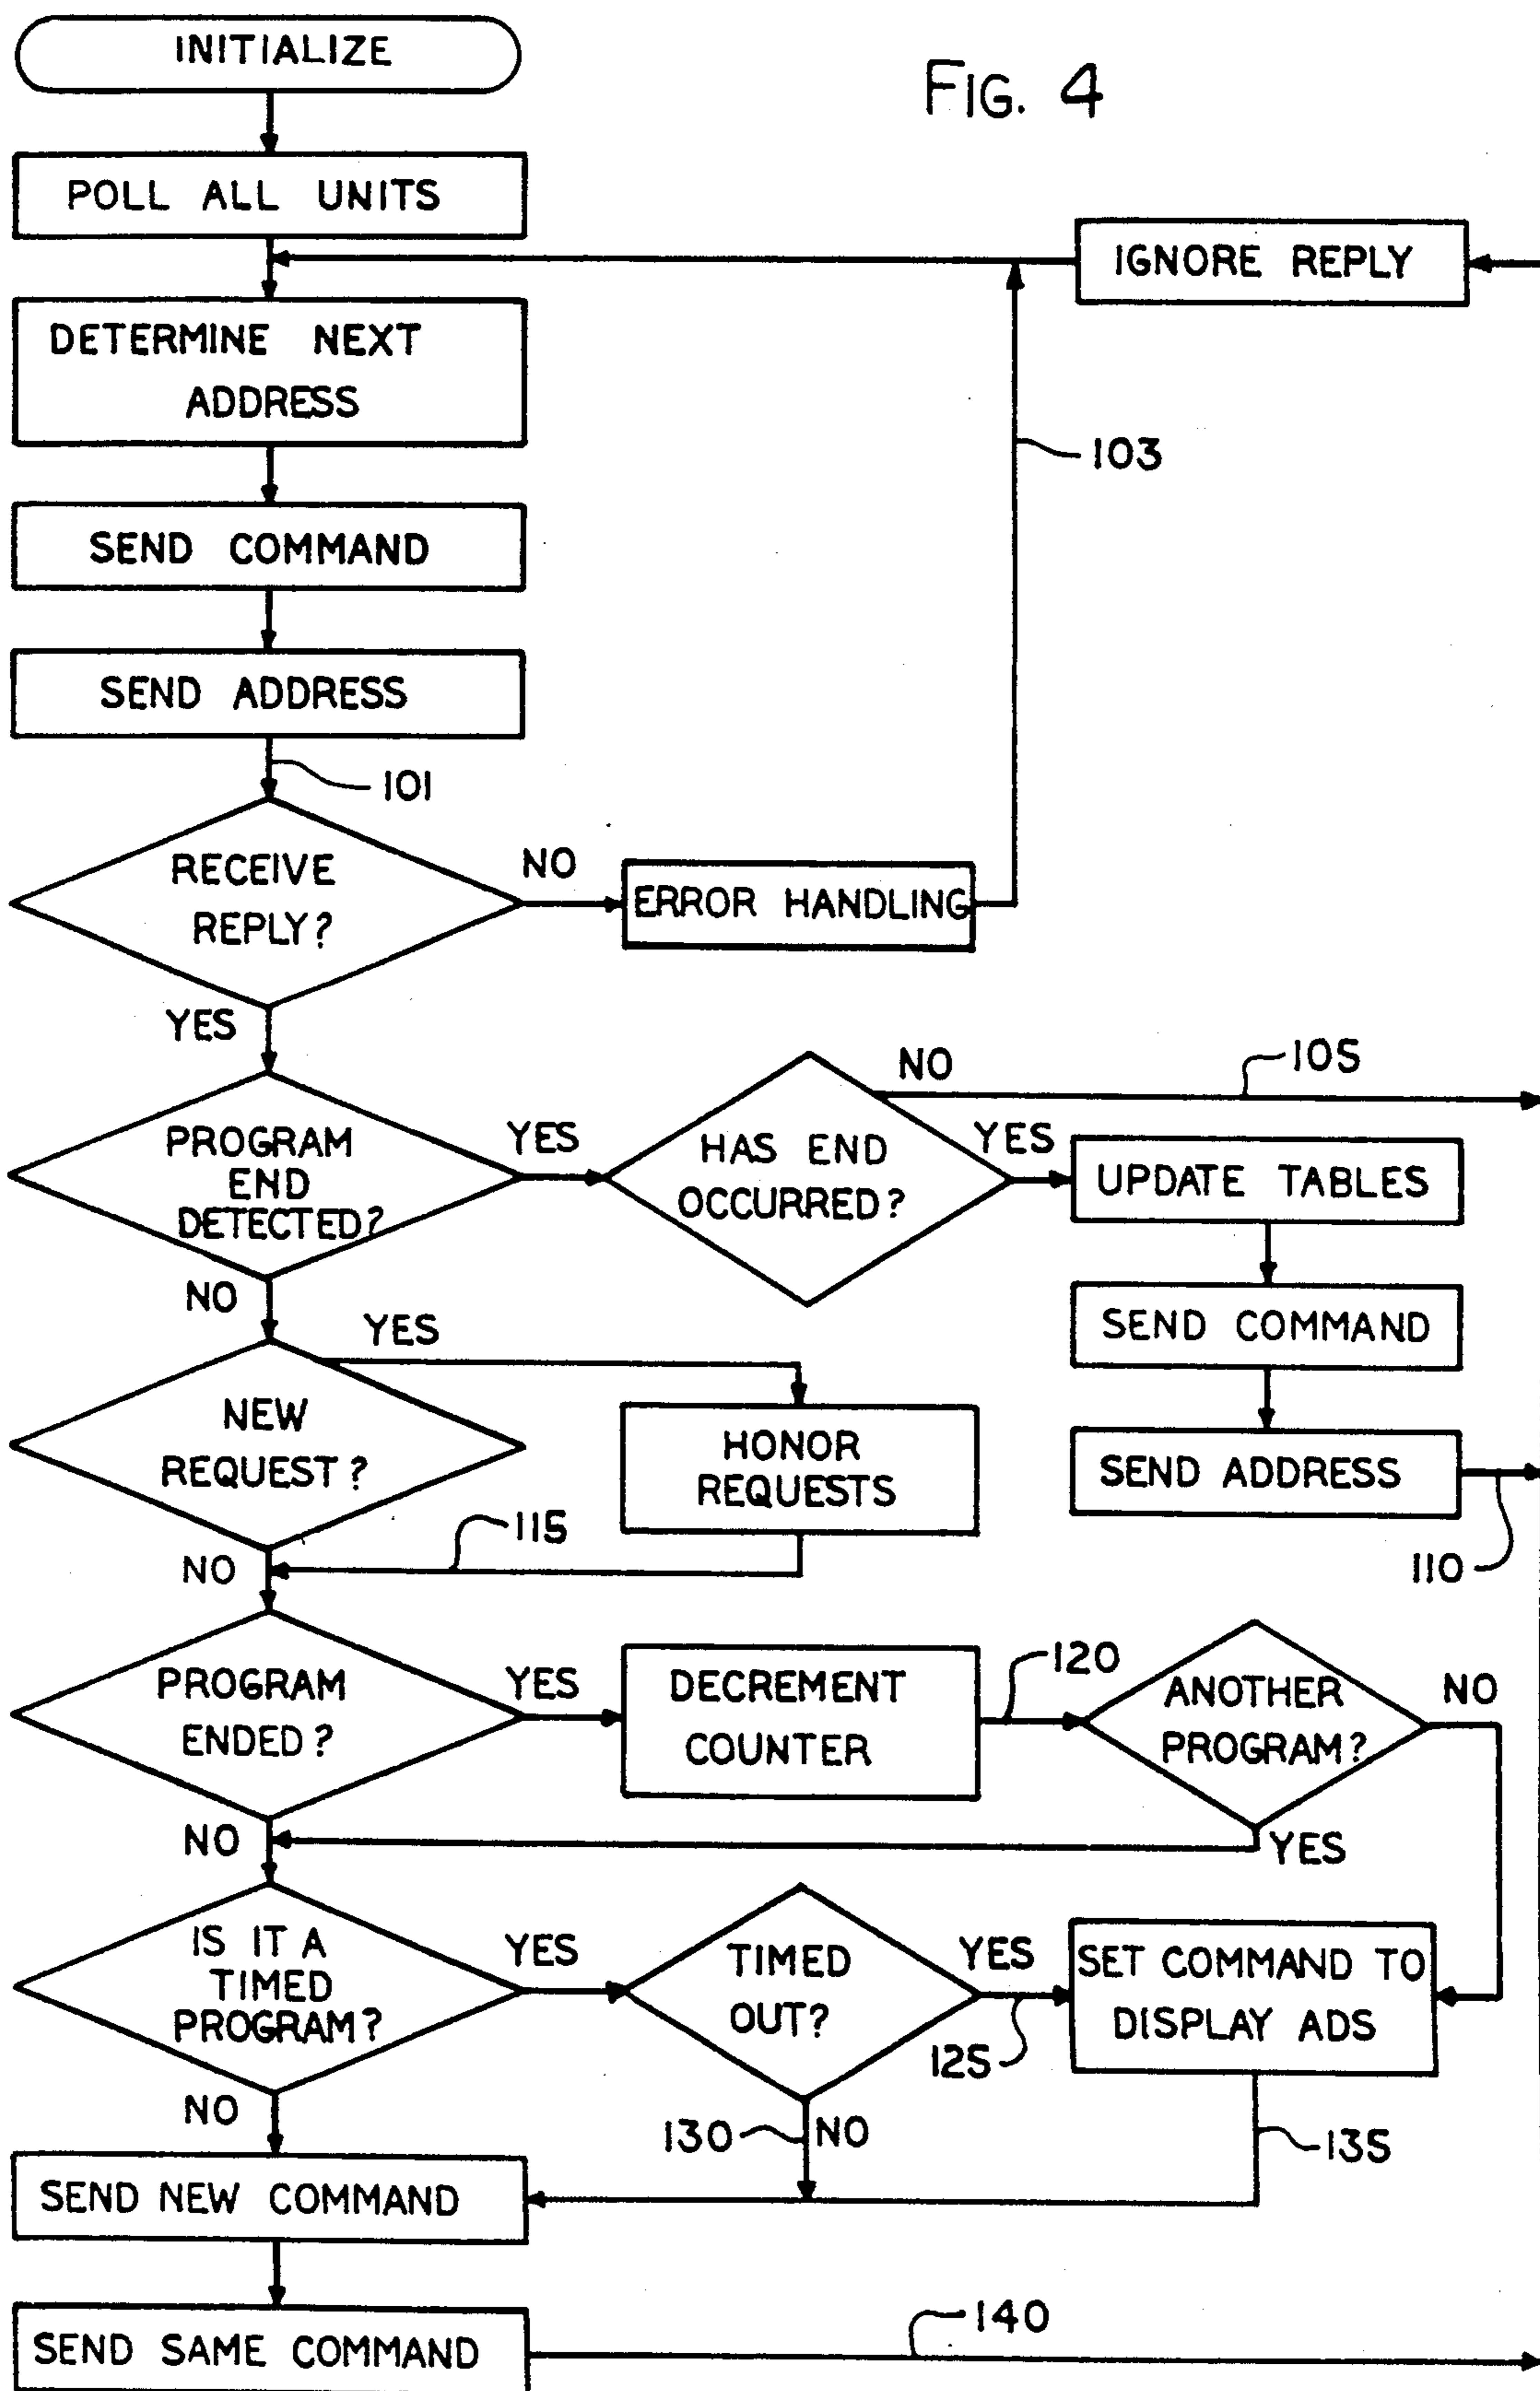 INITIALIZE
FIG. 4
POLL ALL UNITS
IGNORE REPLY
DETERMINE NEXT
ADDRESS
103
SEND COMMAND
SEND ADDRESS
101
RECEIVE
REPLY?
NO
ERROR HANDLING
YES
PROGRAM
END
DETECTED?
YES
HAS END
OCCURRED?
NO
105
YES
UPDATE TABLES
NO
SEND COMMAND
YES
NEW
REQUEST?
HONOR
REQUESTS
SEND ADDRESS
115
NO
110
PROGRAM
ENDED?
YES
DECREMENT
COUNTER
120
ANOTHER
PROGRAM?
NO
NO
YES
IS IT A
TIMED
PROGRAM?
YES
TIMED
OUT?
YES
125
SET COMMAND TO
DISPLAY ADS
NO
130
NO
135
SEND NEW COMMAND
140
SEND SAME COMMAND